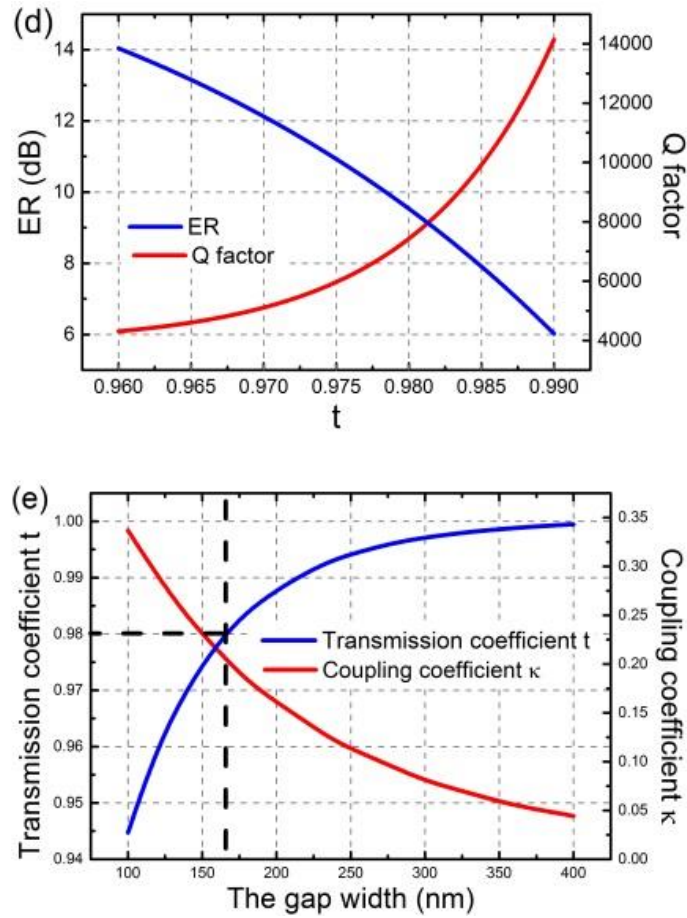 (d)
14
12
10
8
6
ER (dB)
ER
Q factor
14000
12000
10000
8000
6000
4000
Q factor
0.960 0.965 0.970 0.975 0.980 0.985 0.990
t
(e)
1.00
0.99
0.98
0.97
0.96
0.95
0.94
Transmission coefficient t
Transmission coefficient t
Coupling coefficient κ
0.35
0.30
0.25
0.20
0.15
0.10
0.05
0.00
Coupling coefficient κ
100 150 200 250 300 350 400
The gap width (nm)